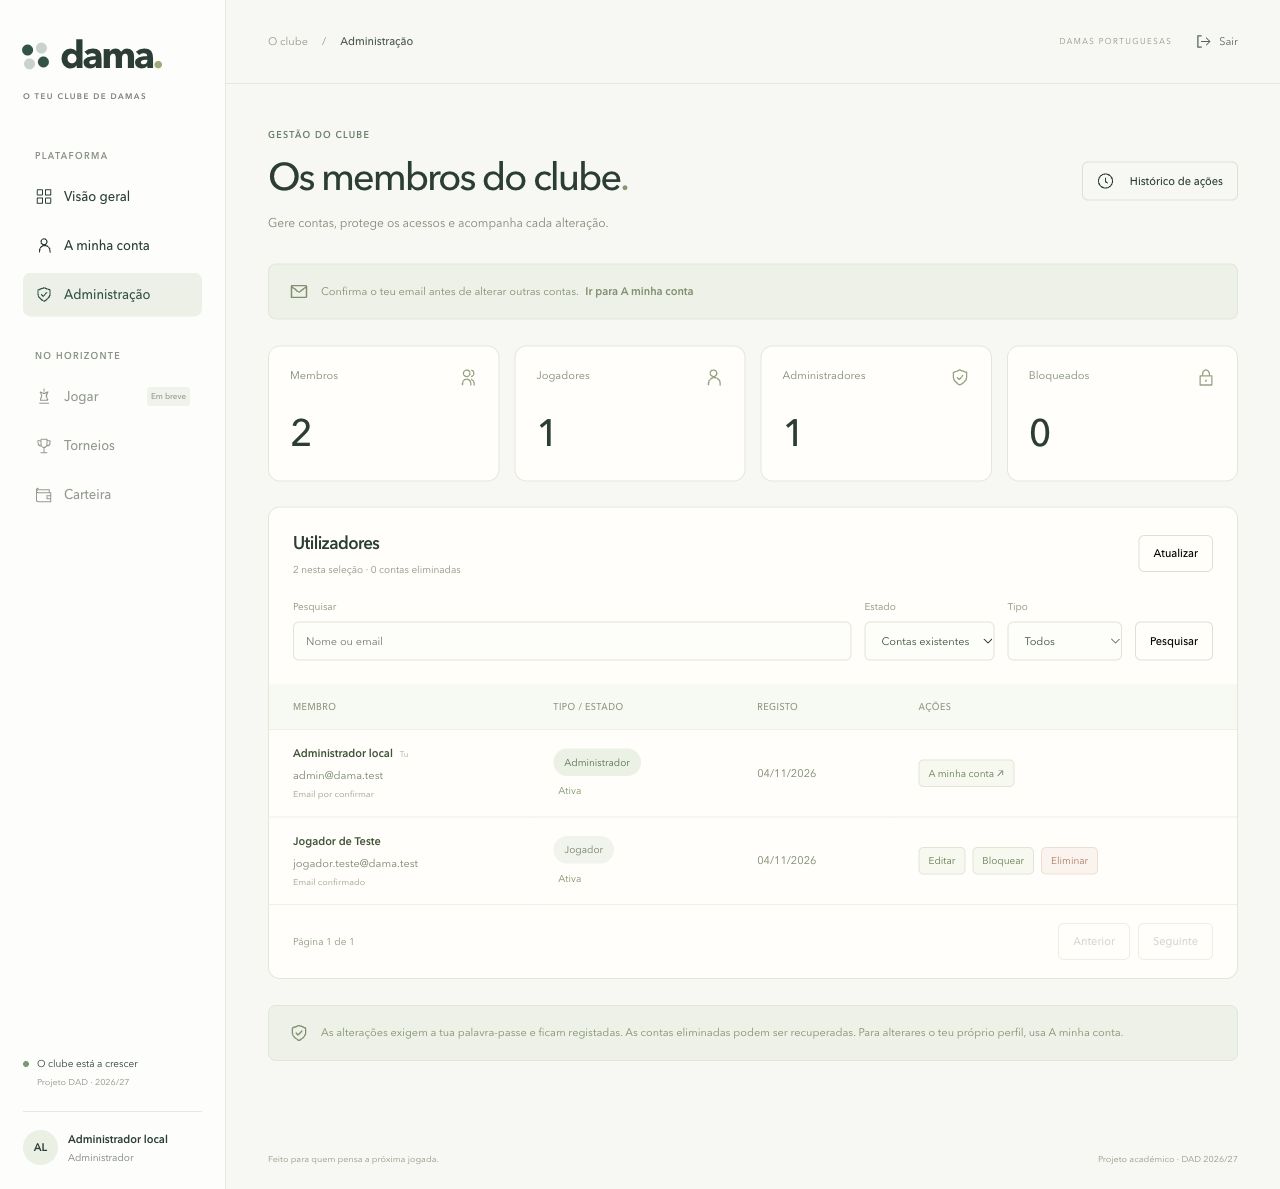 dama.
O TEU CLUBE DE DAMAS
PLATAFORMA
Visão geral
A minha conta
Administração
NO HORIZONTE
Jogar Em breve
Torneios
Carteira
O clube está a crescer
Projeto DAD · 2026/27
AL
Administrador local
Administrador
O clube / Administração
DAMAS PORTUGUESAS
Sair
GESTÃO DO CLUBE
Os membros do clube.
Gere contas, protege os acessos e acompanha cada alteração.
Histórico de ações
Confirma o teu email antes de alterar outras contas. Ir para A minha conta
Membros
2
Jogadores
1
Administradores
1
Bloqueados
0
Utilizadores
2 nesta seleção · 0 contas eliminadas
Atualizar
Pesquisar
Nome ou email
Estado
Contas existentes
Tipo
Todos
Pesquisar
MEMBRO TIPO / ESTADO REGISTO AÇÕES
Administrador local Tu
admin@dama.test
Email por confirmar
Administrador
Ativa
04/11/2026
A minha conta ↗
Jogador de Teste
jogador.teste@dama.test
Email confirmado
Jogador
Ativa
04/11/2026
Editar Bloquear Eliminar
Página 1 de 1
Anterior Seguinte
As alterações exigem a tua palavra-passe e ficam registadas. As contas eliminadas podem ser recuperadas. Para alterares o teu próprio perfil, usa A minha conta.
Feito para quem pensa a próxima jogada.
Projeto académico · DAD 2026/27